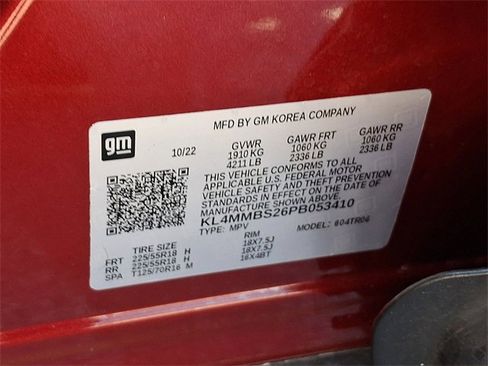 MFD BY GM KOREA COMPANY
gm
10/22 GVWR GAWR FRT GAWR RR
1910 KG 1060 KG 1060 KG
4211 LB 2336 LB 2336 LB
THIS VEHICLE CONFORMS TO ALL
APPLICABLE U.S. FEDERAL MOTOR
VEHICLE SAFETY AND THEFT PREVENTION
STANDARDS IN EFFECT ON THE DATE OF
MANUFACTURE SHOWN ABOVE.
KL4MMBS26PB053410
TYPE: MPV MODEL: 604TR06
TIRE SIZE RIM
FRT 225/55R18 H 18X7.5J
RR 225/55R18 H 18X7.5J
SPA T125/70R16 M 16X4BT